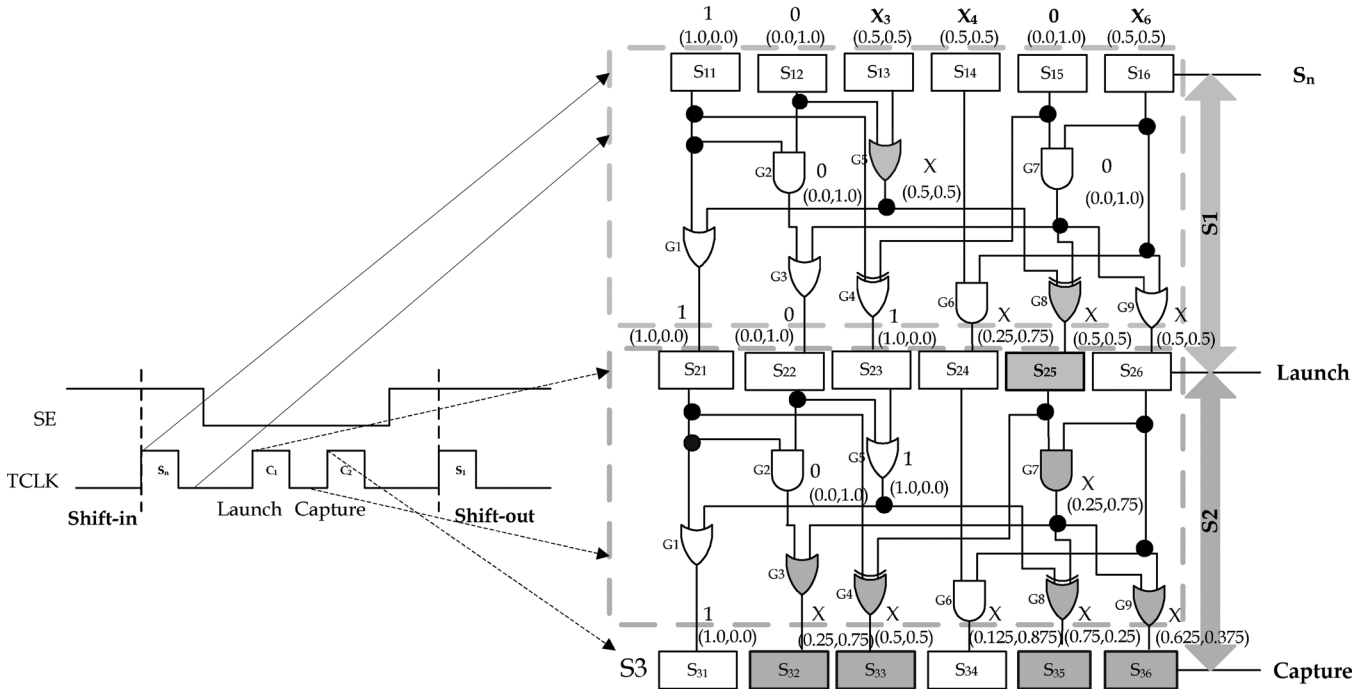 1 0 X₃ X₄ 0 X₆
(1.0,0.0) (0.0,1.0) (0.5,0.5) (0.5,0.5) (0.0,1.0) (0.5,0.5)
S₁₁ S₁₂ S₁₃ S₁₄ S₁₅ S₁₆ Sₙ
G2 0 G5 X G7 0
(0.0,1.0) (0.5,0.5) (0.0,1.0)
S1
G1 G3 G4 G6 G8 G9
1 0 1 X X X
(1.0,0.0) (0.0,1.0) (1.0,0.0) (0.25,0.75) (0.5,0.5) (0.5,0.5)
S₂₁ S₂₂ S₂₃ S₂₄ S₂₅ S₂₆ Launch
SE
TCLK Sₙ C₁ C₂ S₁
Shift-in Launch Capture Shift-out
G2 0 G5 1 G7 X
(0.0,1.0) (1.0,0.0) (0.25,0.75)
S2
G1 G3 G4 G6 G8 G9
1 X X X X X
(1.0,0.0) (0.25,0.75) (0.5,0.5) (0.125,0.875) (0.75,0.25) (0.625,0.375)
S3 S₃₁ S₃₂ S₃₃ S₃₄ S₃₅ S₃₆ Capture